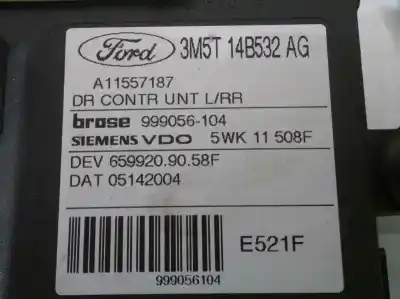 Ford 3M5T 14B532 AG
A11557187
DR CONTR UNT L/RR
brose 999056-104
SIEMENS VDO 5WK 11 508F
DEV 659920.90.58F
DAT 05142004
E521F
999056104